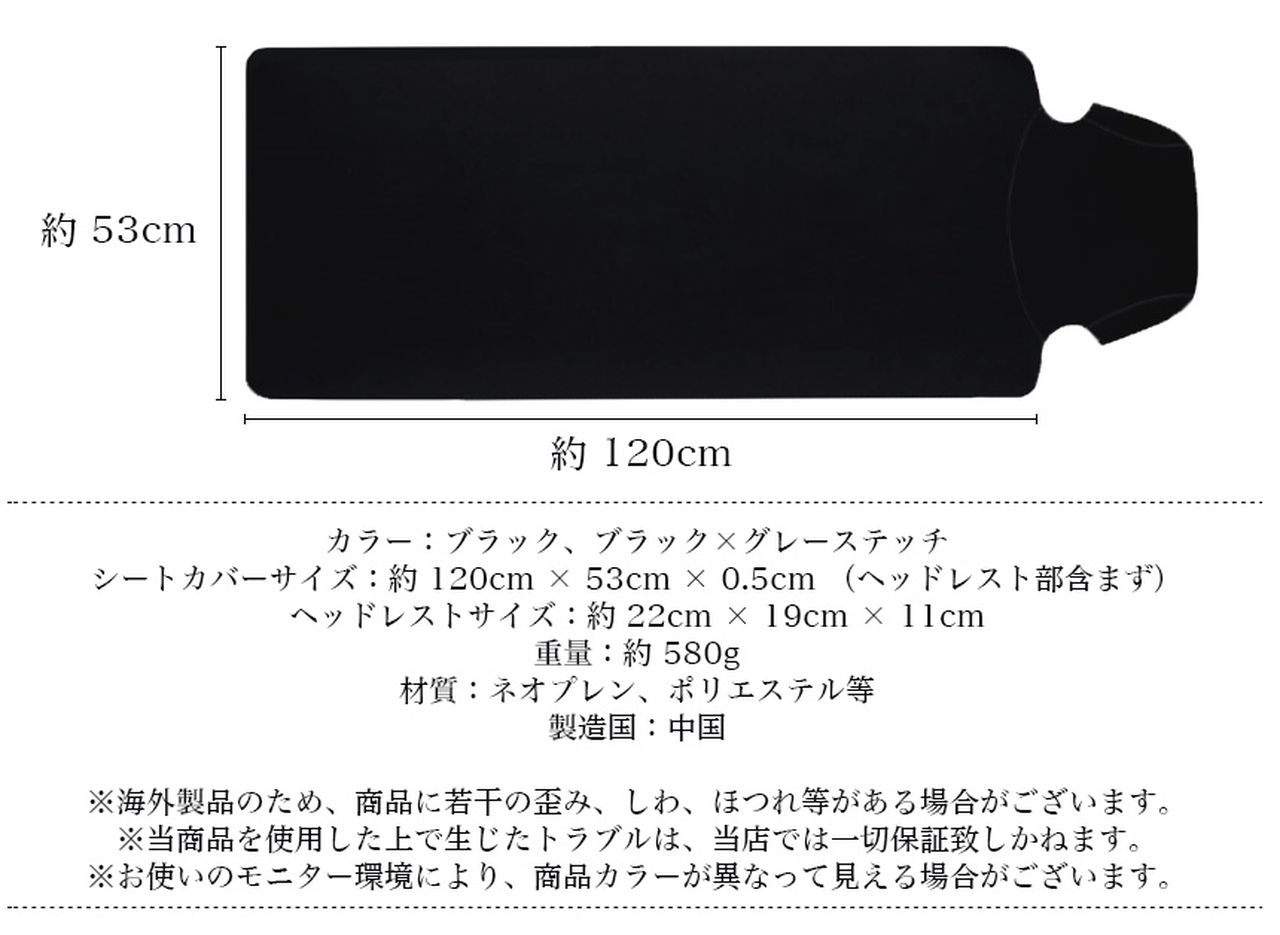 約 53cm
約 120cm
カラー：ブラック、ブラック×グレーステッチ
シートカバーサイズ：約 120cm × 53cm × 0.5cm （ヘッドレスト部含まず）
ヘッドレストサイズ：約 22cm × 19cm × 11cm
重量：約 580g
材質：ネオプレン、ポリエステル等
製造国：中国
※海外製品のため、商品に若干の歪み、しわ、ほつれ等がある場合がございます。
※当商品を使用した上で生じたトラブルは、当店では一切保証致しかねます。
※お使いのモニター環境により、商品カラーが異なって見える場合がございます。